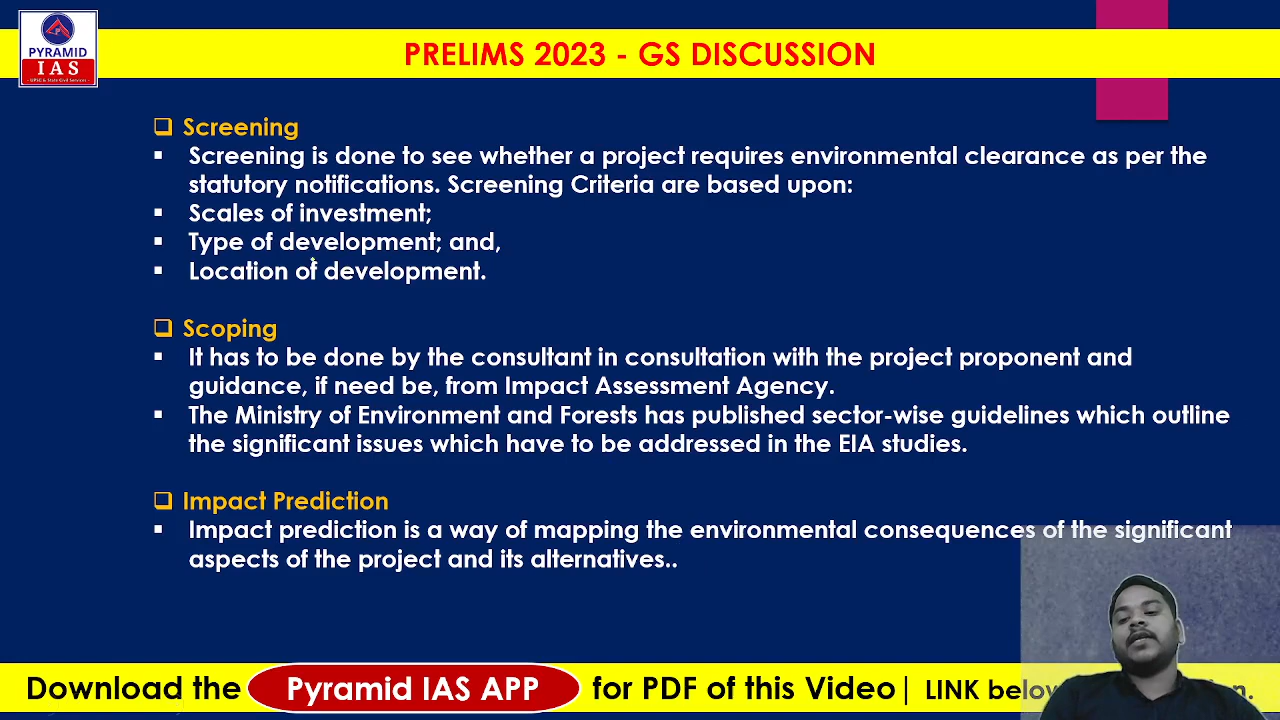 PYRAMID
IAS
- UPSC & State Civil Services -
PRELIMS 2023 - GS DISCUSSION
Screening
Screening is done to see whether a project requires environmental clearance as per the
statutory notifications. Screening Criteria are based upon:
Scales of investment;
Type of development; and,
Location of development.
Scoping
It has to be done by the consultant in consultation with the project proponent and
guidance, if need be, from Impact Assessment Agency.
The Ministry of Environment and Forests has published sector-wise guidelines which outline
the significant issues which have to be addressed in the EIA studies.
Impact Prediction
Impact prediction is a way of mapping the environmental consequences of the significant
aspects of the project and its alternatives..
Download the Pyramid IAS APP for PDF of this Video| LINK below